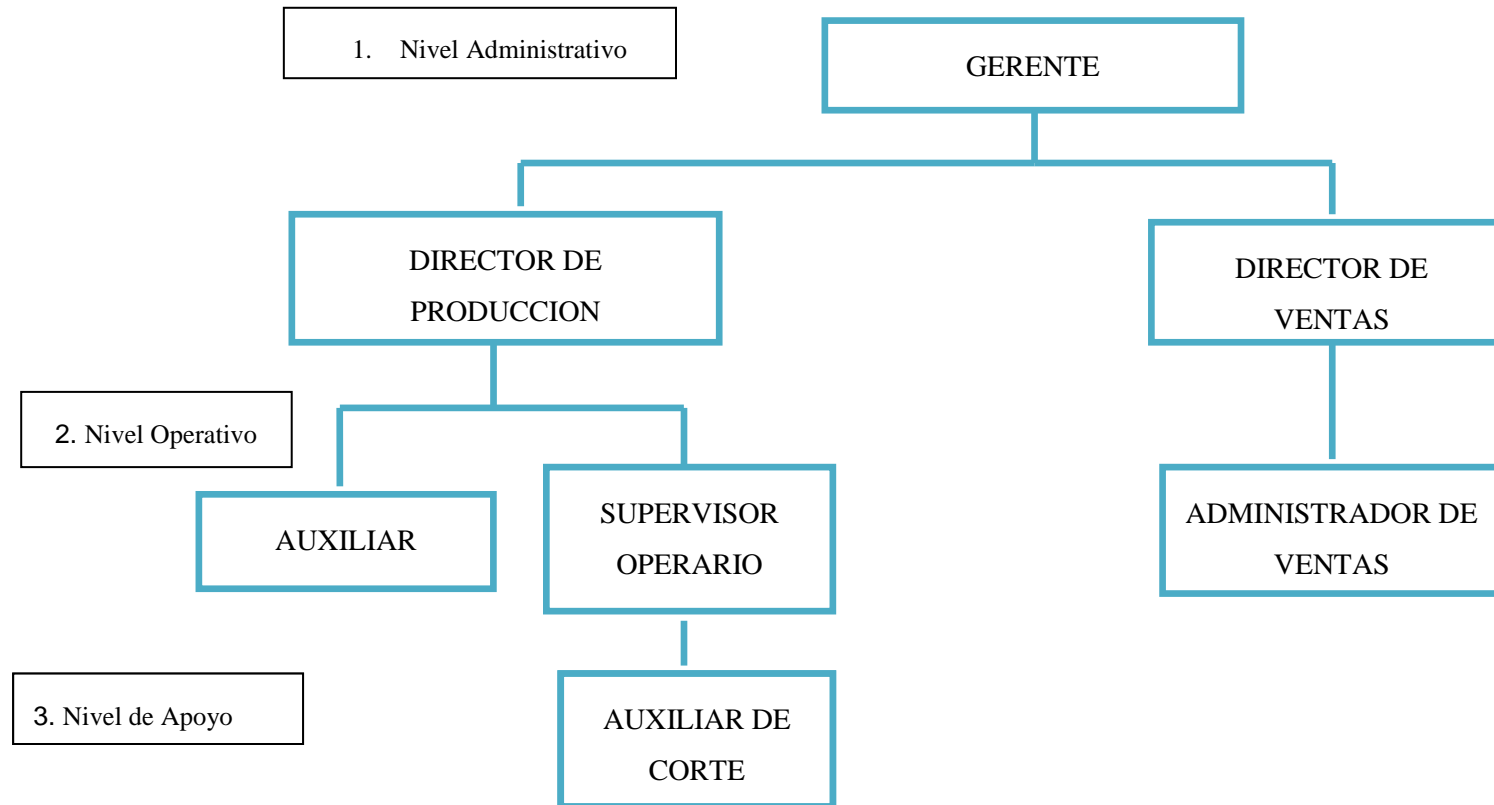 1. Nivel Administrativo
GERENTE
DIRECTOR DE
PRODUCCION
DIRECTOR DE
VENTAS
2. Nivel Operativo
AUXILIAR
SUPERVISOR
OPERARIO
ADMINISTRADOR DE
VENTAS
3. Nivel de Apoyo
AUXILIAR DE
CORTE